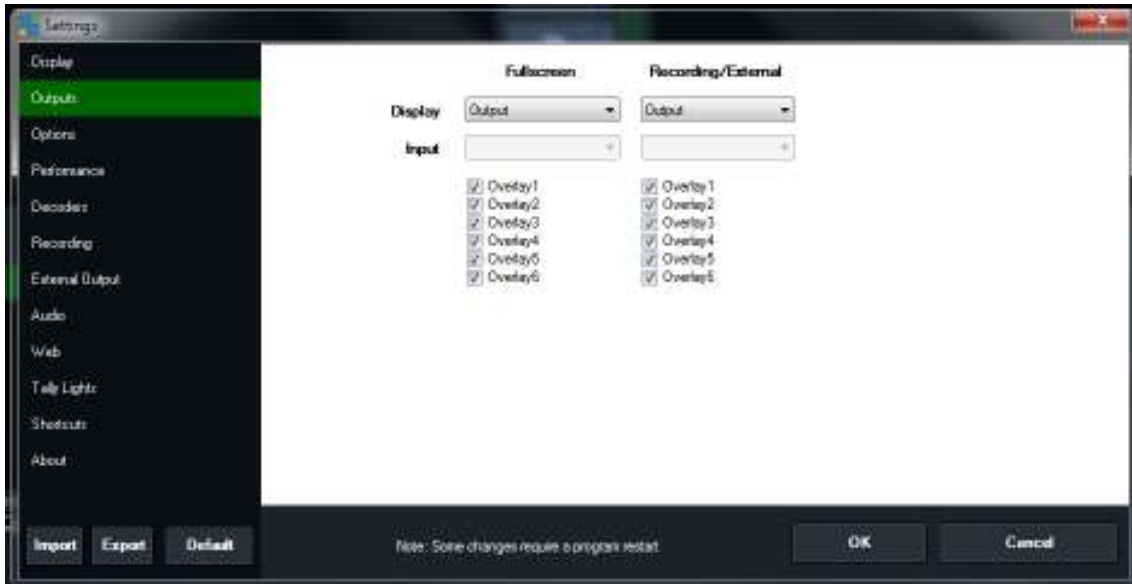 Settings
Display
Outputs
Options
Performance
Decoders
Recording
External Output
Audio
Web
Tally Lights
Shortcuts
About
Import Export Default
Fullscreen Recording/External
Display Output Output
Input
Overlay1 Overlay1
Overlay2 Overlay2
Overlay3 Overlay3
Overlay4 Overlay4
Overlay5 Overlay5
Overlay6 Overlay6
Note: Some changes require a program restart
OK Cancel